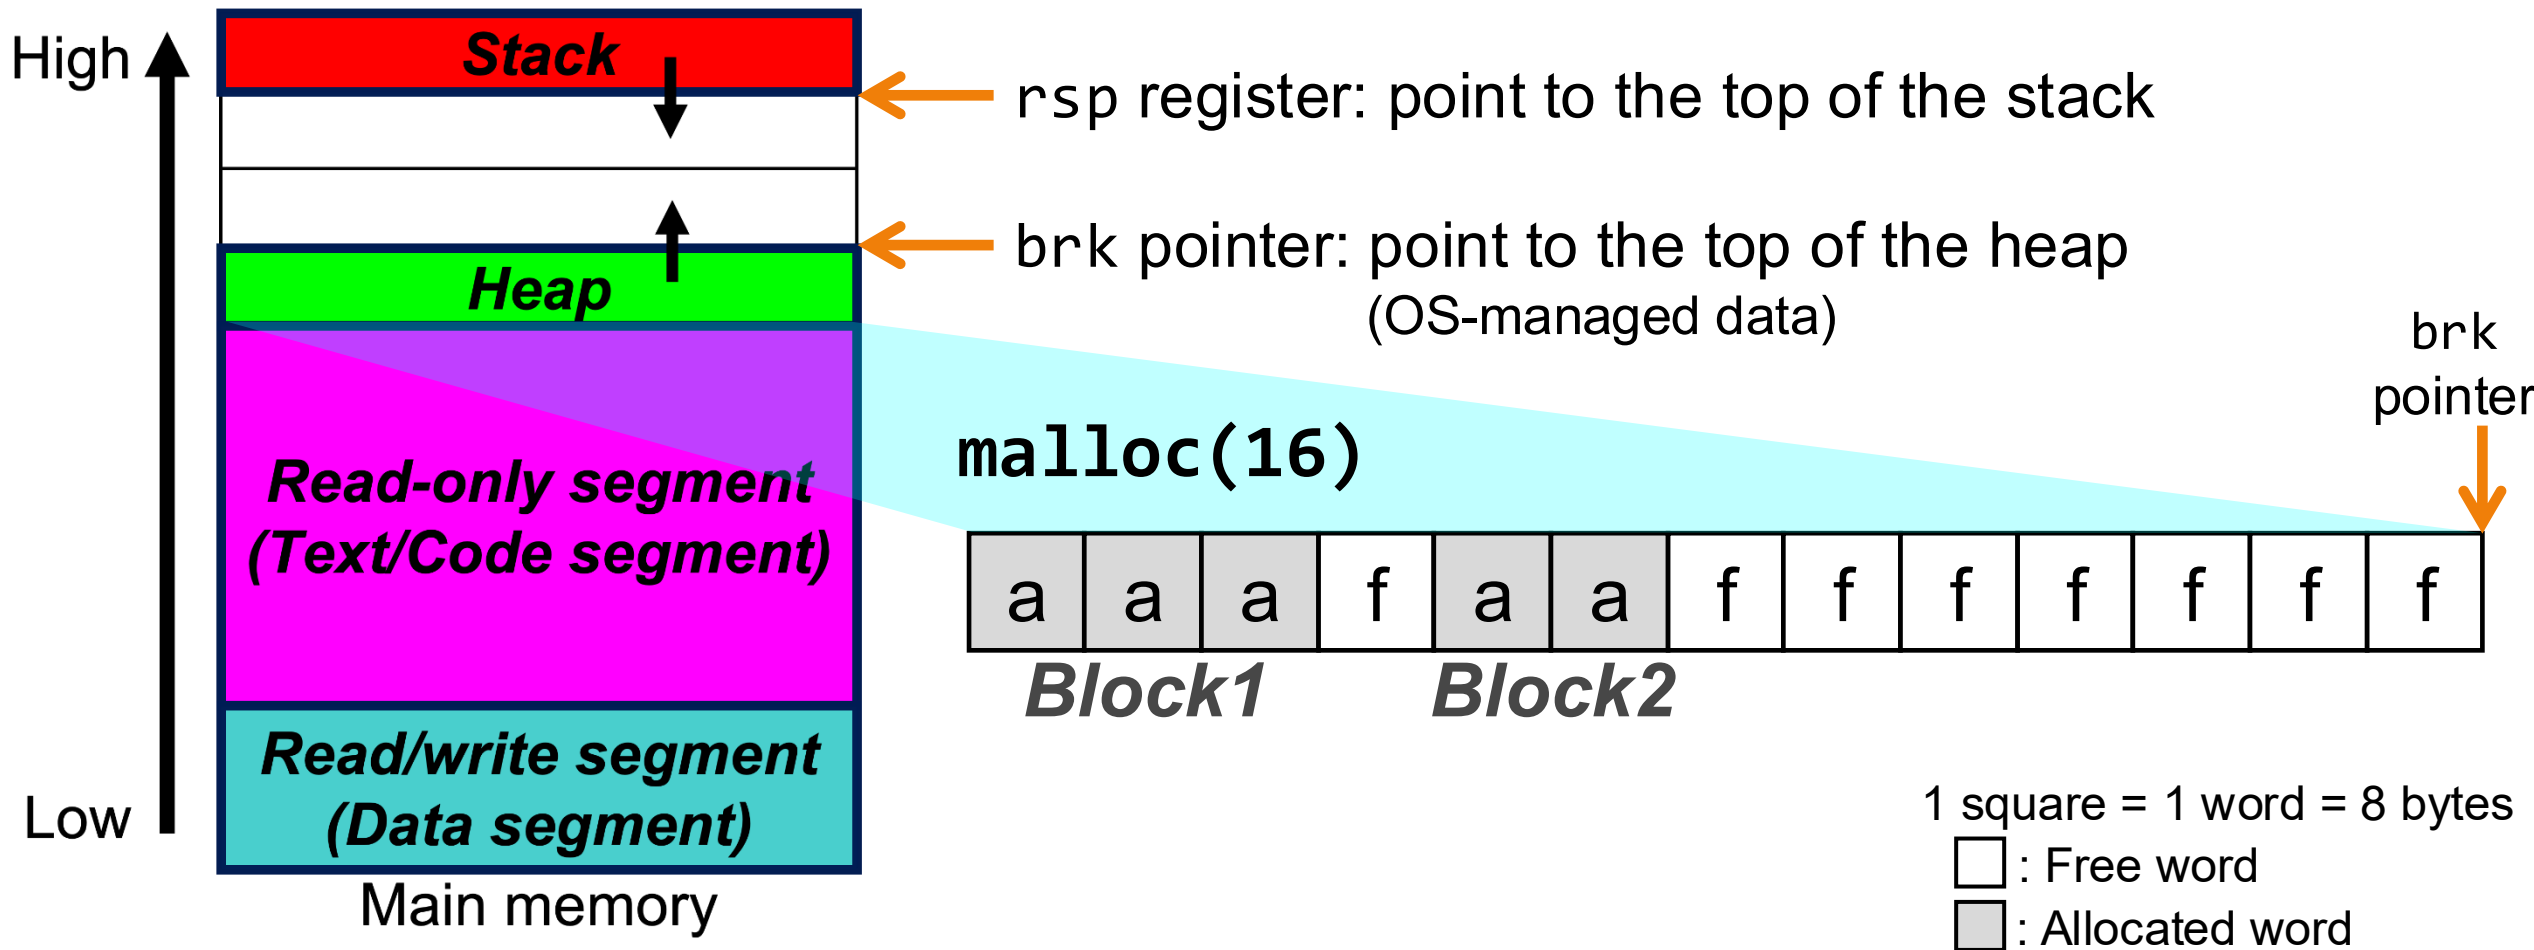 High
Stack
rsp register: point to the top of the stack
brk pointer: point to the top of the heap
(OS-managed data)
Heap
brk
pointer
malloc(16)
Read-only segment
(Text/Code segment)
a a a f a a f f f f f f f
Block1 Block2
Read/write segment
(Data segment)
Low
Main memory
1 square = 1 word = 8 bytes
: Free word
: Allocated word